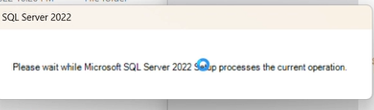 SQL Server 2022
Please wait while Microsoft SQL Server 2022 Setup processes the current operation.